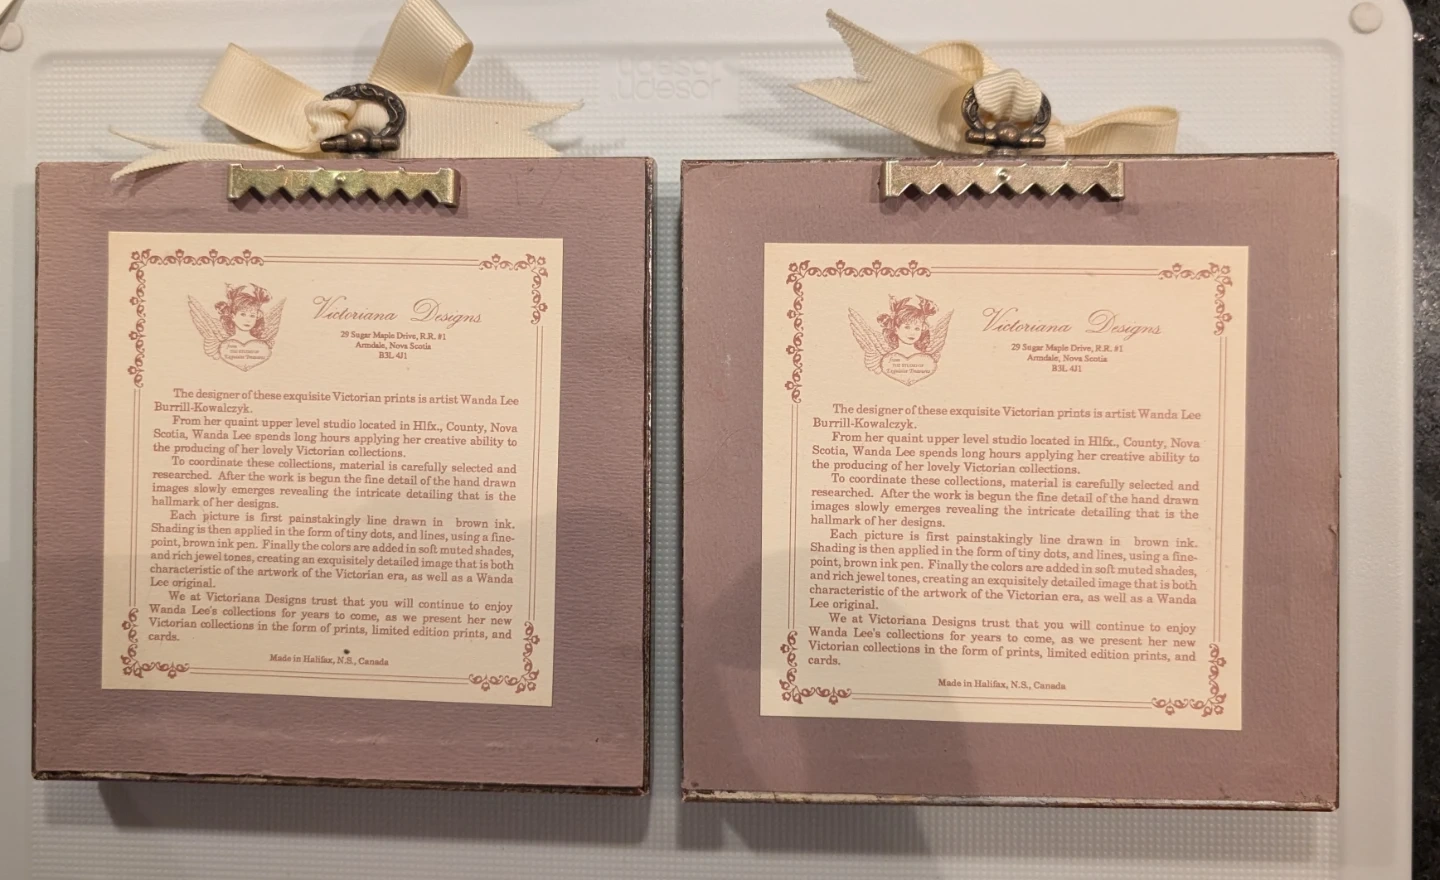 Victoriana Designs
29 Sugar Maple Drive, R.R. #1
Armdale, Nova Scotia
B3L 4J1
from
THE STUDIO OF
Exquisite Treasures
The designer of these exquisite Victorian prints is artist Wanda Lee
Burrill-Kowalczyk.
From her quaint upper level studio located in Hlfx., County, Nova
Scotia, Wanda Lee spends long hours applying her creative ability to
the producing of her lovely Victorian collections.
To coordinate these collections, material is carefully selected and
researched. After the work is begun the fine detail of the hand drawn
images slowly emerges revealing the intricate detailing that is the
hallmark of her designs.
Each picture is first painstakingly line drawn in brown ink.
Shading is then applied in the form of tiny dots, and lines, using a fine-
point, brown ink pen. Finally the colors are added in soft muted shades,
and rich jewel tones, creating an exquisitely detailed image that is both
characteristic of the artwork of the Victorian era, as well as a Wanda
Lee original.
We at Victoriana Designs trust that you will continue to enjoy
Wanda Lee's collections for years to come, as we present her new
Victorian collections in the form of prints, limited edition prints, and
cards.
Made in Halifax, N.S., Canada
Victoriana Designs
29 Sugar Maple Drive, R.R. #1
Armdale, Nova Scotia
B3L 4J1
from
THE STUDIO OF
Exquisite Treasures
The designer of these exquisite Victorian prints is artist Wanda Lee
Burrill-Kowalczyk.
From her quaint upper level studio located in Hlfx., County, Nova
Scotia, Wanda Lee spends long hours applying her creative ability to
the producing of her lovely Victorian collections.
To coordinate these collections, material is carefully selected and
researched. After the work is begun the fine detail of the hand drawn
images slowly emerges revealing the intricate detailing that is the
hallmark of her designs.
Each picture is first painstakingly line drawn in brown ink.
Shading is then applied in the form of tiny dots, and lines, using a fine-
point, brown ink pen. Finally the colors are added in soft muted shades,
and rich jewel tones, creating an exquisitely detailed image that is both
characteristic of the artwork of the Victorian era, as well as a Wanda
Lee original.
We at Victoriana Designs trust that you will continue to enjoy
Wanda Lee's collections for years to come, as we present her new
Victorian collections in the form of prints, limited edition prints, and
cards.
Made in Halifax, N.S., Canada